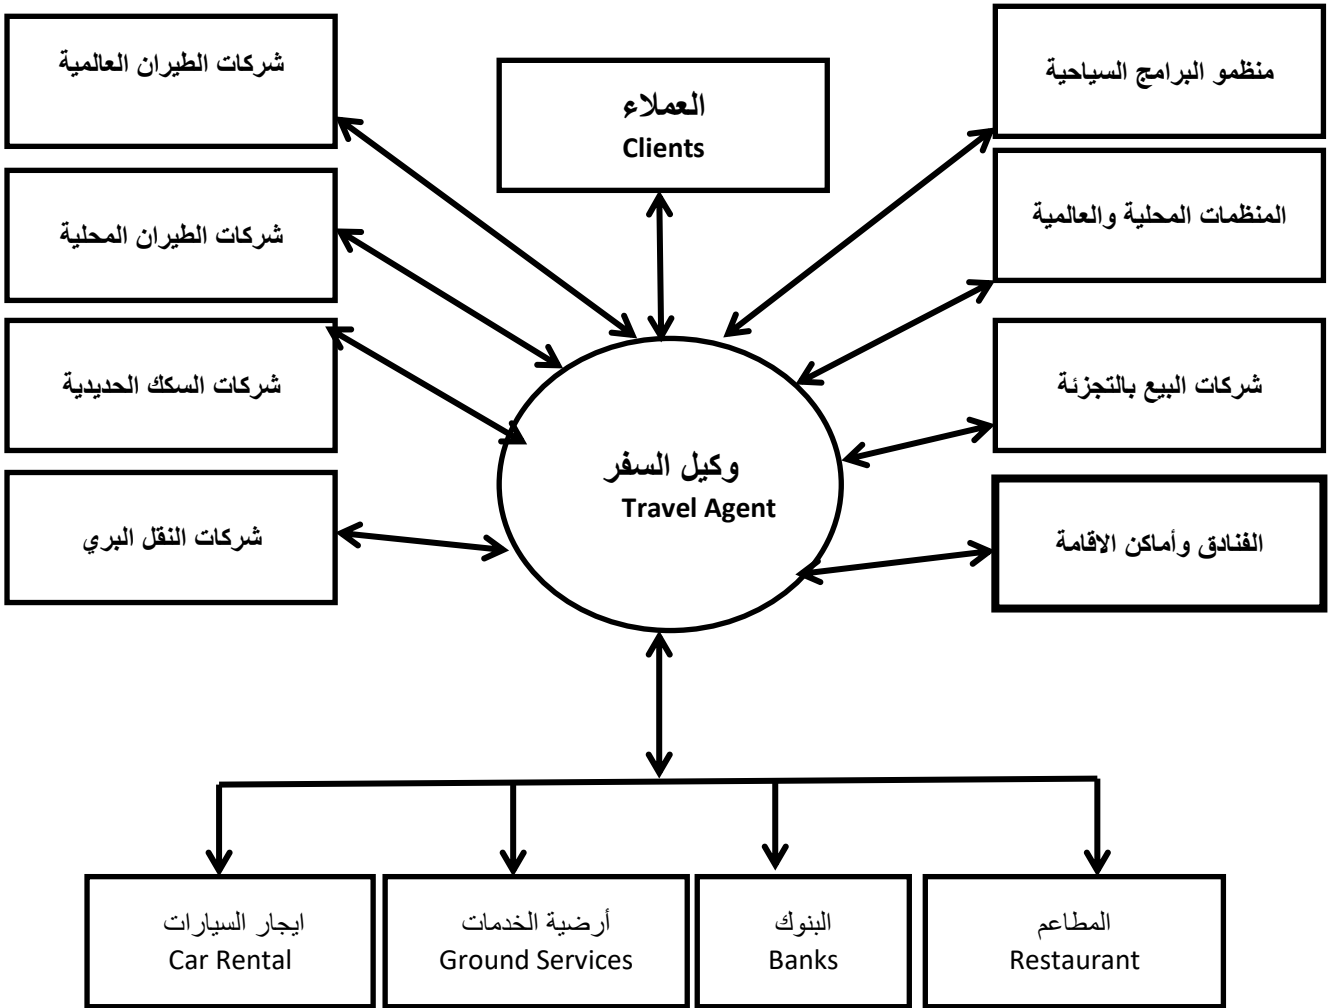 منظمو البرامج السياحية
العملاء
Clients
شركات الطيران العالمية
المنظمات المحلية والعالمية
شركات الطيران المحلية
شركات البيع بالتجزئة
شركات السكك الحديدية
وكيل السفر
Travel Agent
الفنادق وأماكن الاقامة
شركات النقل البري
المطاعم
Restaurant
البنوك
Banks
أرضية الخدمات
Ground Services
ايجار السيارات
Car Rental